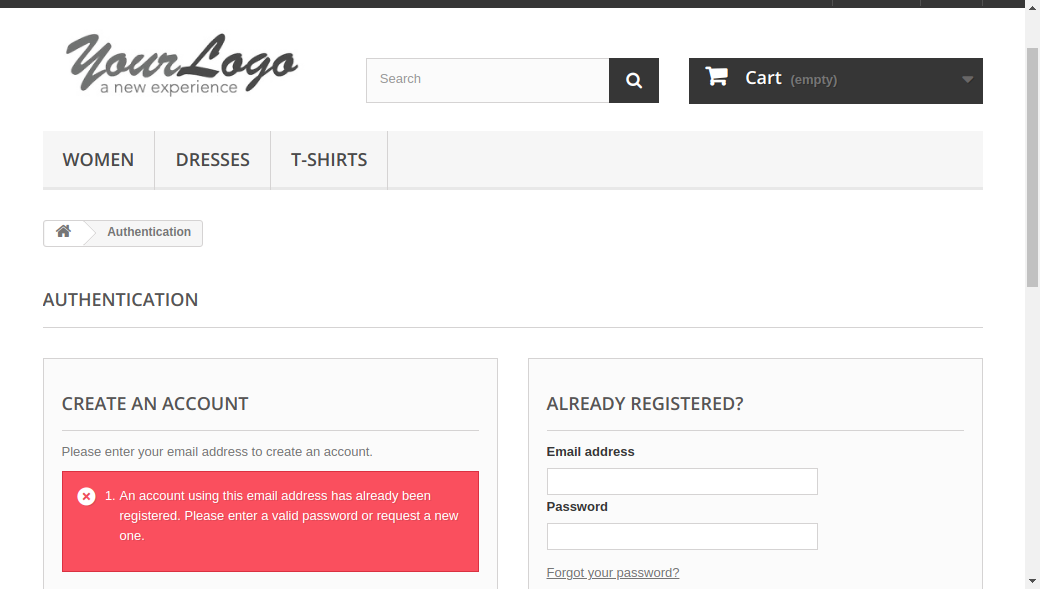 YourLogo
a new experience
Search
Cart (empty)
WOMEN
DRESSES
T-SHIRTS
Authentication
AUTHENTICATION
CREATE AN ACCOUNT
Please enter your email address to create an account.
1. An account using this email address has already been
registered. Please enter a valid password or request a new
one.
ALREADY REGISTERED?
Email address
Password
Forgot your password?